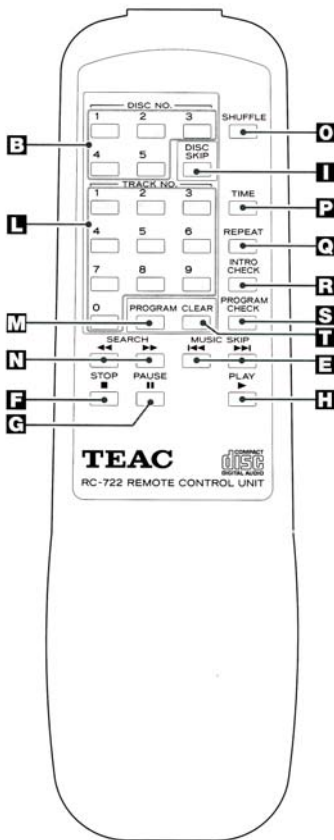 DISC NO.
1 2 3 SHUFFLE
O
B
4 5 DISC SKIP
I
TRACK NO.
1 2 3 TIME
P
L
4 5 6 REPEAT
Q
7 8 9 INTRO CHECK
R
0 PROGRAM CLEAR PROGRAM CHECK
M
S
T
SEARCH MUSIC SKIP
◀◀ ▶▶ I◀◀ ▶▶I
N
E
STOP PAUSE PLAY
■ II ▶
F
H
G
TEAC COMPACT disc DIGITAL AUDIO
RC-722 REMOTE CONTROL UNIT